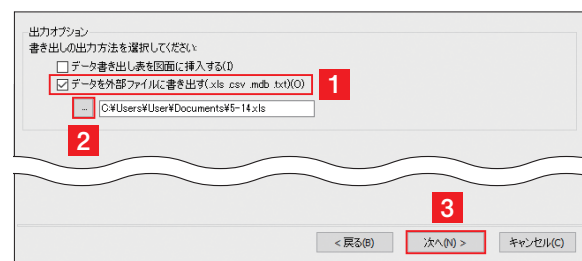 出力オプション
書き出しの出力方法を選択してください:
データ書き出し表を図面に挿入する(I)
データを外部ファイルに書き出す(.xls .csv .mdb .txt)(O)
1
... C:¥Users¥User¥Documents¥5-14.xls
2
3
< 戻る(B) 次へ(N) > キャンセル(C)